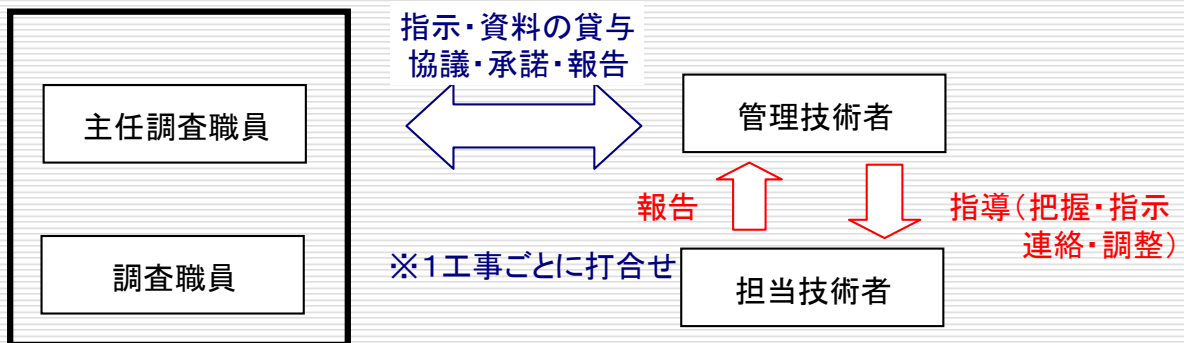 指示・資料の貸与
協議・承諾・報告
主任調査職員
管理技術者
報告
指導(把握・指示
連絡・調整)
調査職員
※1工事ごとに打合せ
担当技術者